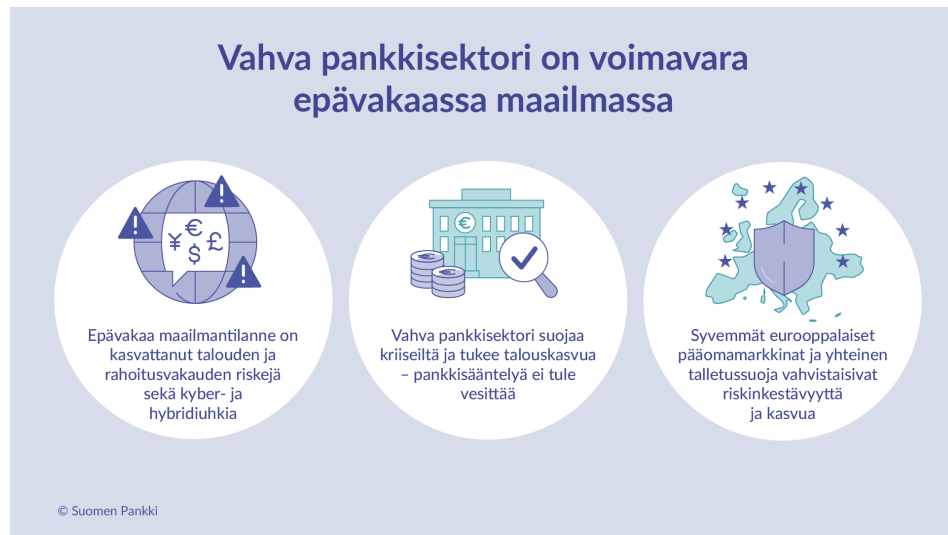 Vahva pankkisektori on voimavara
epävakaassa maailmassa
¥ € $ £
€
€
€
Epävakaa maailmantilanne on
kasvattanut talouden ja
rahoitusvakauden riskejä
sekä kyber- ja
hybridiuhkia
Vahva pankkisektori suojaa
kriiseiltä ja tukee talouskasvua
– pankkisääntelyä ei tule
vesittää
Syvemmät eurooppalaiset
pääomamarkkinat ja yhteinen
talletussuoja vahvistaisivat
riskinkestävyyttä
ja kasvua
© Suomen Pankki